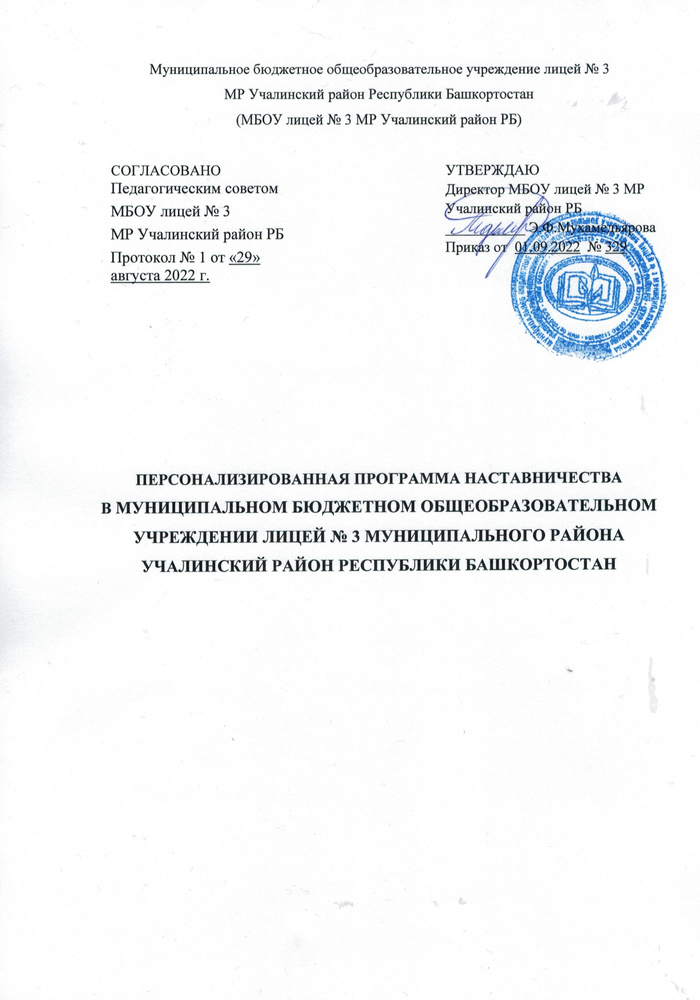 Муниципальное бюджетное общеобразовательное учреждение лицей № 3
МР Учалинский район Республики Башкортостан
(МБОУ лицей № 3 МР Учалинский район РБ)
СОГЛАСОВАНО
Педагогическим советом
МБОУ лицей № 3
МР Учалинский район РБ
Протокол № 1 от «29»
августа 2022 г.
УТВЕРЖДАЮ
Директор МБОУ лицей № 3 МР
Учалинский район РБ
Э.Ф.Мухамедьярова
Приказ от 01.09.2022 № 329
ПЕРСОНАЛИЗИРОВАННАЯ ПРОГРАММА НАСТАВНИЧЕСТВА
В МУНИЦИПАЛЬНОМ БЮДЖЕТНОМ ОБЩЕОБРАЗОВАТЕЛЬНОМ
УЧРЕЖДЕНИИ ЛИЦЕЙ № 3 МУНИЦИПАЛЬНОГО РАЙОНА
УЧАЛИНСКИЙ РАЙОН РЕСПУБЛИКИ БАШКОРТОСТАН